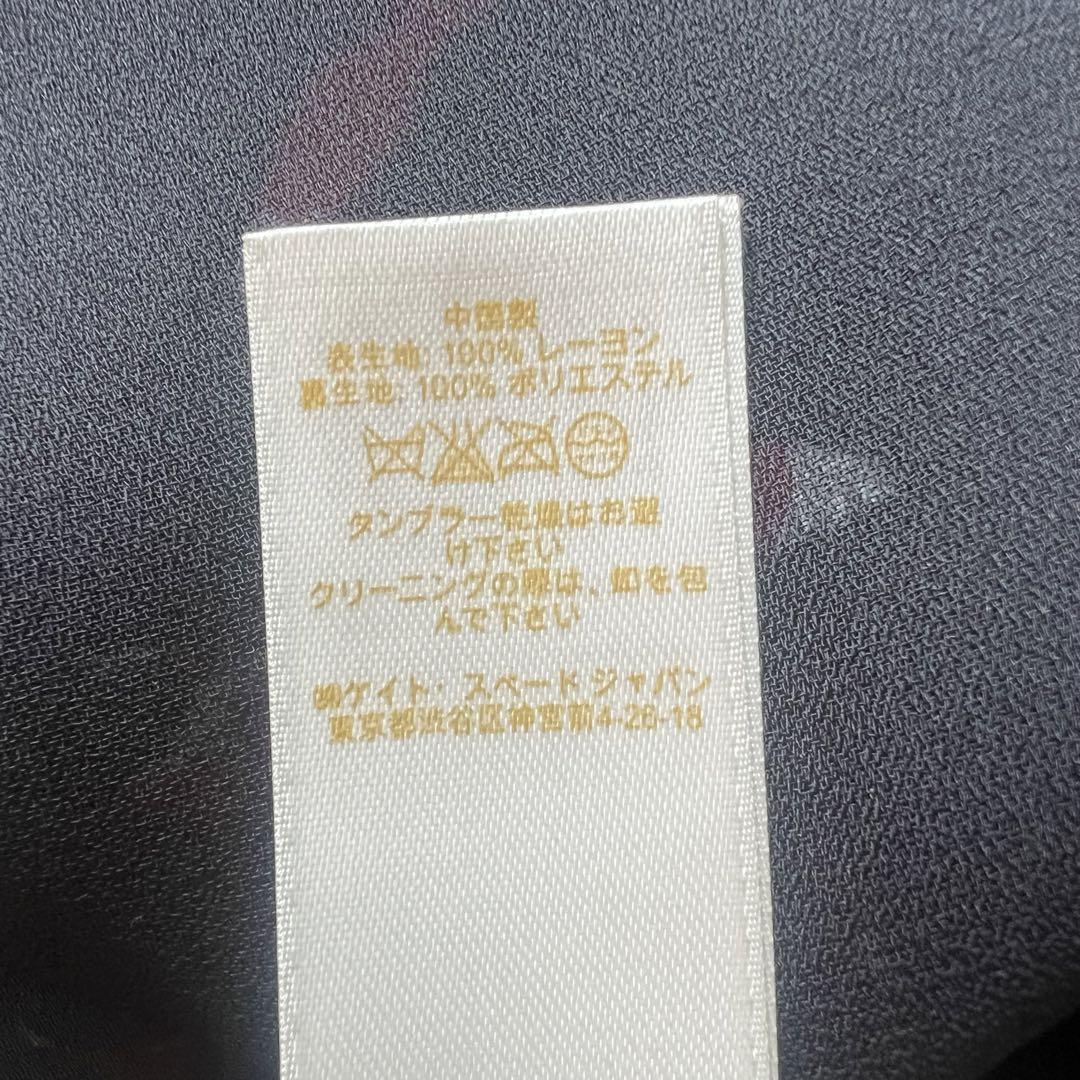 中国製
表生地: 100% レーヨン
裏生地: 100% ポリエステル
タンブラー乾燥はお避
け下さい
クリーニングの際は、釦を包
んで下さい
㈱ケイト・スペード ジャパン
東京都渋谷区神宮前4-26-18